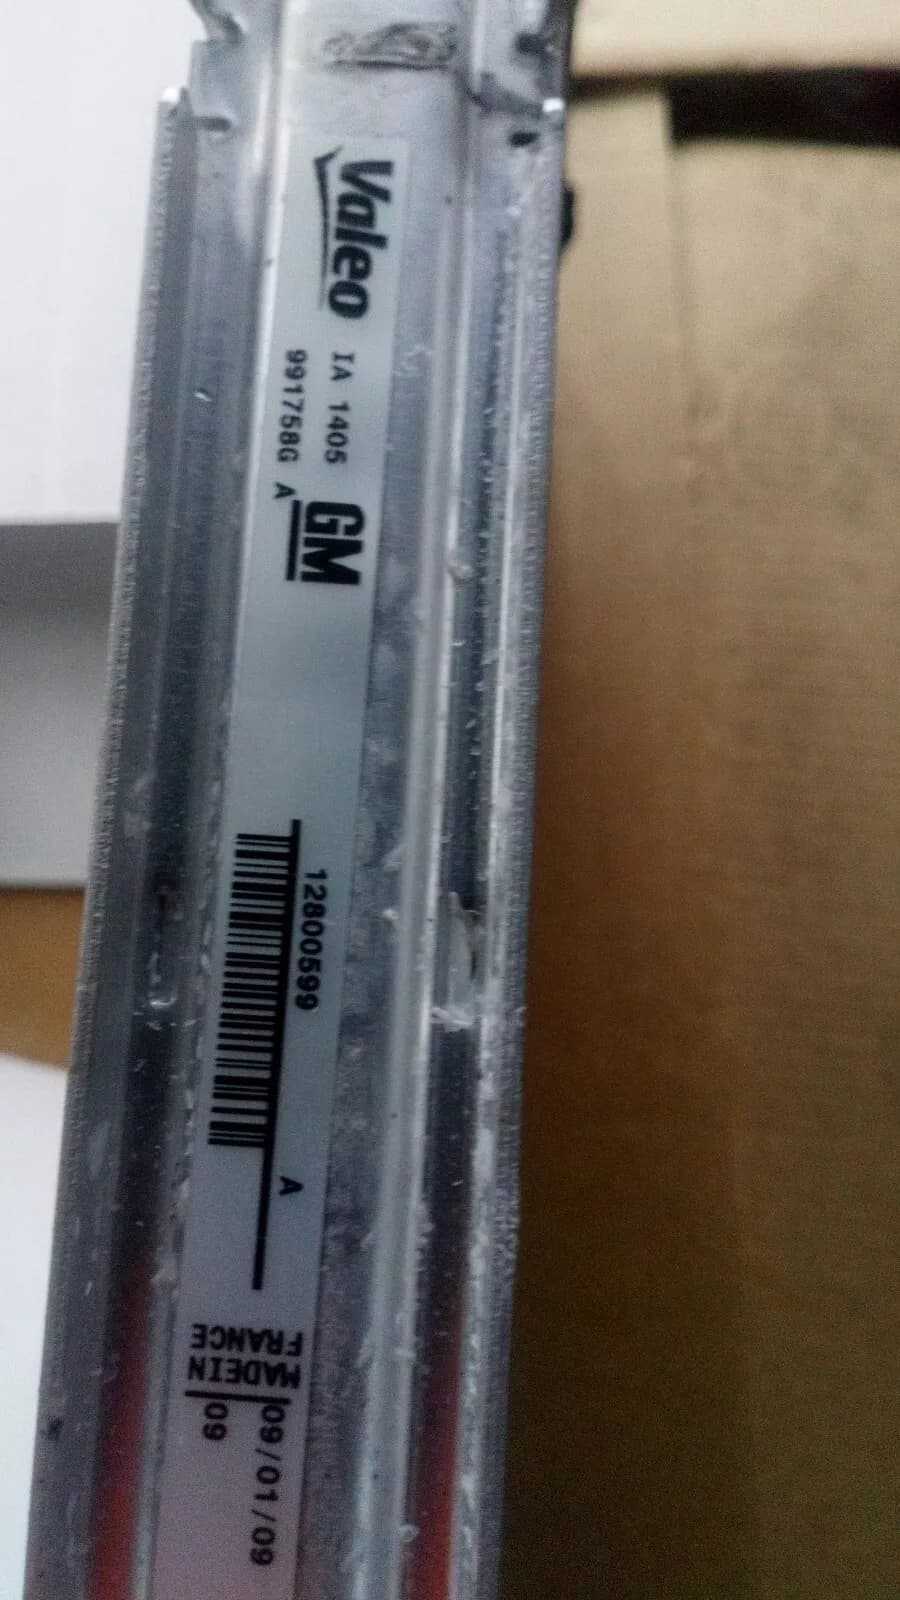 Valeo
IA 1405
991758G A
GM
12800599
A
MADEIN
FRANCE
09/01/09
09